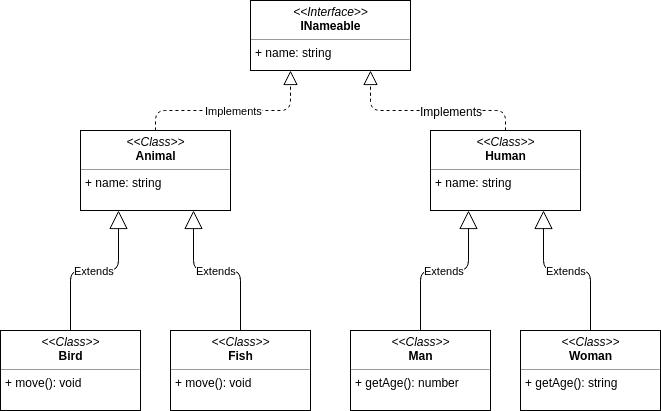 <<Interface>>
INameable
+ name: string
Implements
Implements
<<Class>>
Animal
+ name: string
<<Class>>
Human
+ name: string
Extends
Extends
Extends
Extends
<<Class>>
Bird
+ move(): void
<<Class>>
Fish
+ move(): void
<<Class>>
Man
+ getAge(): number
<<Class>>
Woman
+ getAge(): string